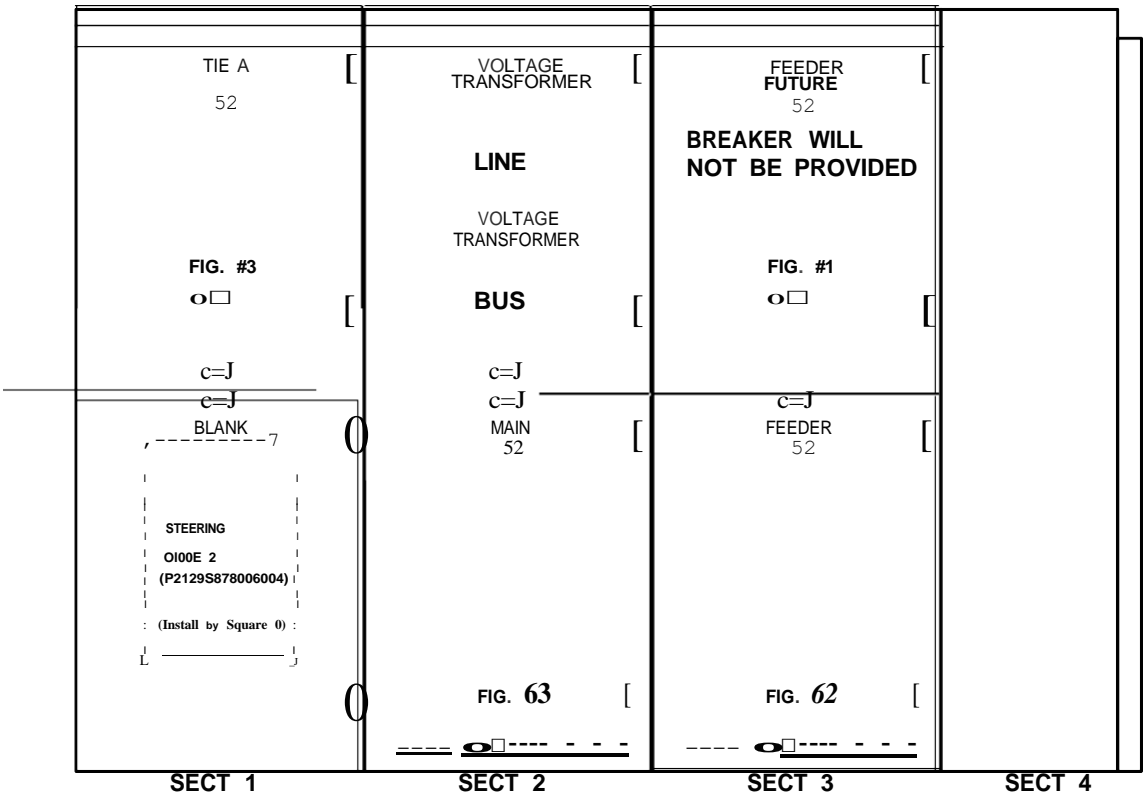 TIE A
52
FIG. #3
o□
c=J
c=J
BLANK
STEERING
OI00E 2
(P2129S878006004)
(Install by Square 0)
VOLTAGE
TRANSFORMER
LINE
VOLTAGE
TRANSFORMER
BUS
c=J
c=J
MAIN
52
FIG. 63
o□
FEEDER
FUTURE
52
BREAKER WILL
NOT BE PROVIDED
FIG. #1
o□
c=J
FEEDER
52
FIG. 62
o□
SECT 1
SECT 2
SECT 3
SECT 4